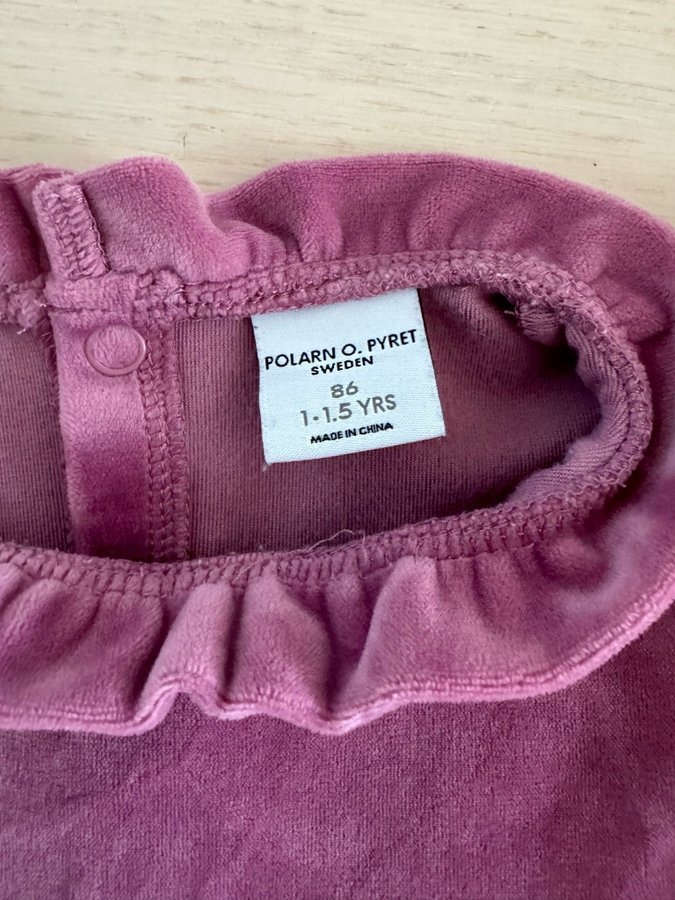 POLARN O. PYRET
SWEDEN
86
1-1.5 YRS
MADE IN CHINA